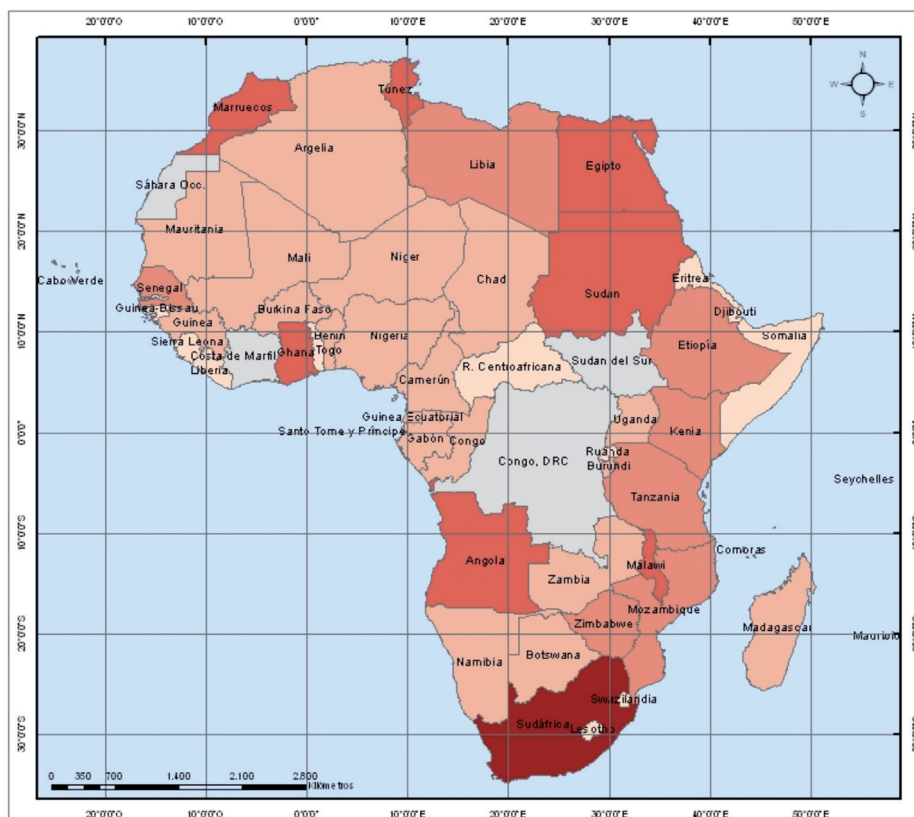 20°0'0"O 10°0'0"O 0°0'0" 10°0'0"E 20°0'0"E 30°0'0"E 40°0'0"E 50°0'0"E
N
W E
S
Túnez
Marruecos
30°0'0"N
Argelia
Libia
Egipto
Sáhara Occ.
20°0'0"N
Mauritania
Mali
Niger
Chad
Sudan
Eritrea
Cabo Verde
Senegal
Guinea-Bissau
Burkina Faso
Djibouti
10°0'0"N
Guinea
Nigeria
Benin
Sierra Leona
Costa de Marfil
Ghana
Togo
Etiopía
Somalia
Sudan del Sur
Liberia
R. Centroafricana
Camerún
Guinea Ecuatorial
Uganda
Santo Tome y Príncipe
0°0'0"
Gabón
Congo
Kenia
Ruanda
Burundi
Congo, DRC
Seychelles
Tanzania
10°0'0"S
Comoras
Angola
Malawi
Zambia
Mozambique
Zimbabwe
Madagascar
Mauricio
20°0'0"S
Namibia
Botswana
Swazilandia
Sudáfrica
Lesotho
30°0'0"S
0 350 700 1.400 2.100 2.800
Kilómetros
20°0'0"O 10°0'0"O 0°0'0" 10°0'0"E 20°0'0"E 30°0'0"E 40°0'0"E 50°0'0"E